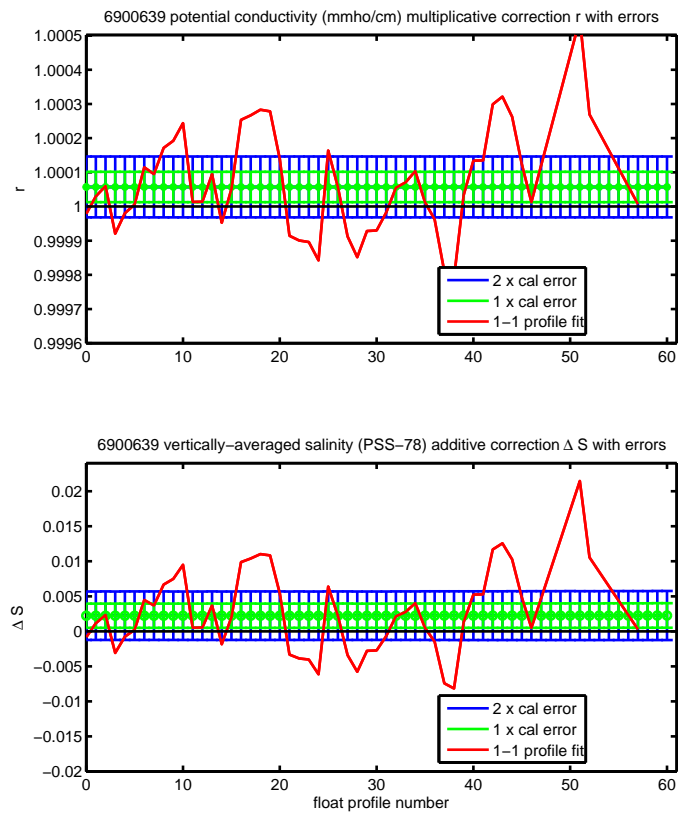 6900639 potential conductivity (mmho/cm) multiplicative correction r with errors
1.0005
1.0004
1.0003
1.0002
1.0001
1
0.9999
0.9998
0.9997
0.9996
r
2 x cal error
1 x cal error
1−1 profile fit
0 10 20 30 40 50 60
6900639 vertically−averaged salinity (PSS−78) additive correction Δ S with errors
0.02
0.015
0.01
0.005
0
−0.005
−0.01
−0.015
−0.02
Δ S
2 x cal error
1 x cal error
1−1 profile fit
0 10 20 30 40 50 60
float profile number